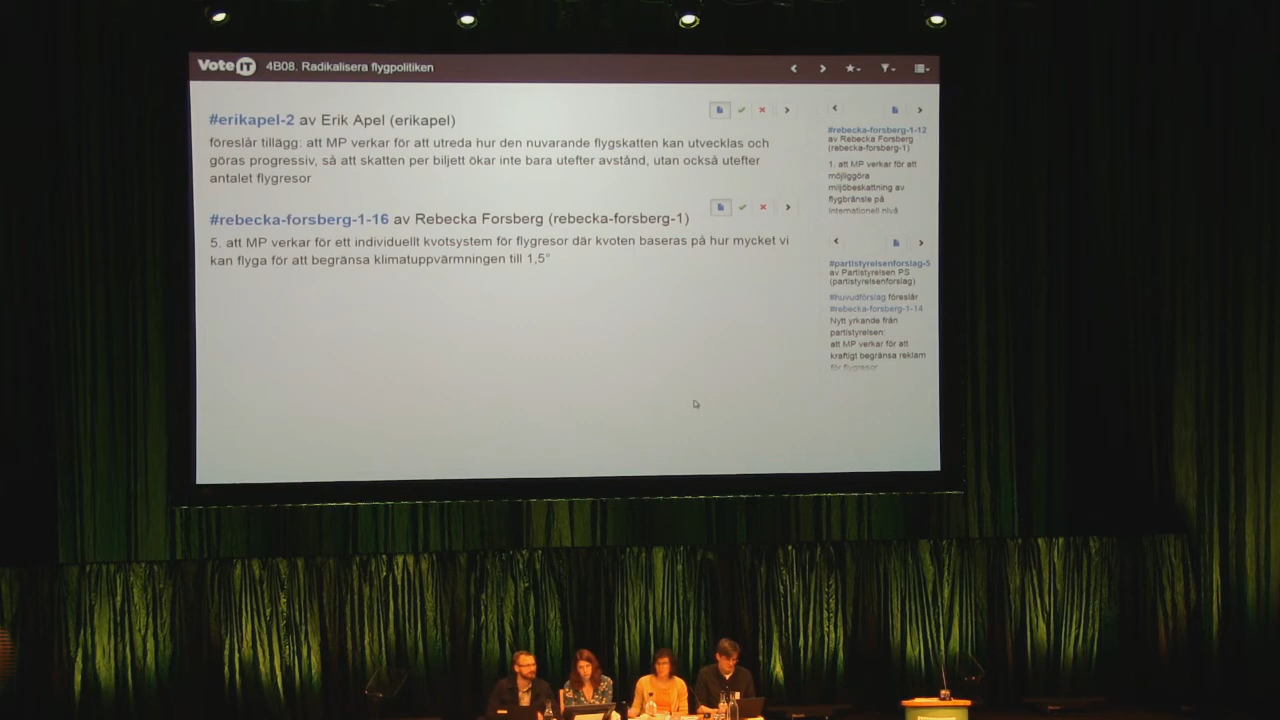 VoteIT 4B08. Radikalisera flygpolitiken
#erikapel-2 av Erik Apel (erikapel)
föreslår tillägg: att MP verkar för att utreda hur den nuvarande flygskatten kan utvecklas och
göras progressiv, så att skatten per biljett ökar inte bara utefter avstånd, utan också utefter
antalet flygresor
#rebecka-forsberg-1-16 av Rebecka Forsberg (rebecka-forsberg-1)
5. att MP verkar för ett individuellt kvotsystem för flygresor där kvoten baseras på hur mycket vi
kan flyga för att begränsa klimatuppvärmningen till 1,5°
#rebecka-forsberg-1-12
av Rebecka Forsberg
(rebecka-forsberg-1)
1. att MP verkar för att
möjliggöra
miljöbeskattning av
flygbränsle på
internationell nivå
#partistyrelsenforslag-5
av Partistyrelsen PS
(partistyrelsenforslag)
#huvudförslag föreslår
#rebecka-forsberg-1-14
Nytt yrkande från
partistyrelsen:
att MP verkar för att
kraftigt begränsa reklam
för flygresor